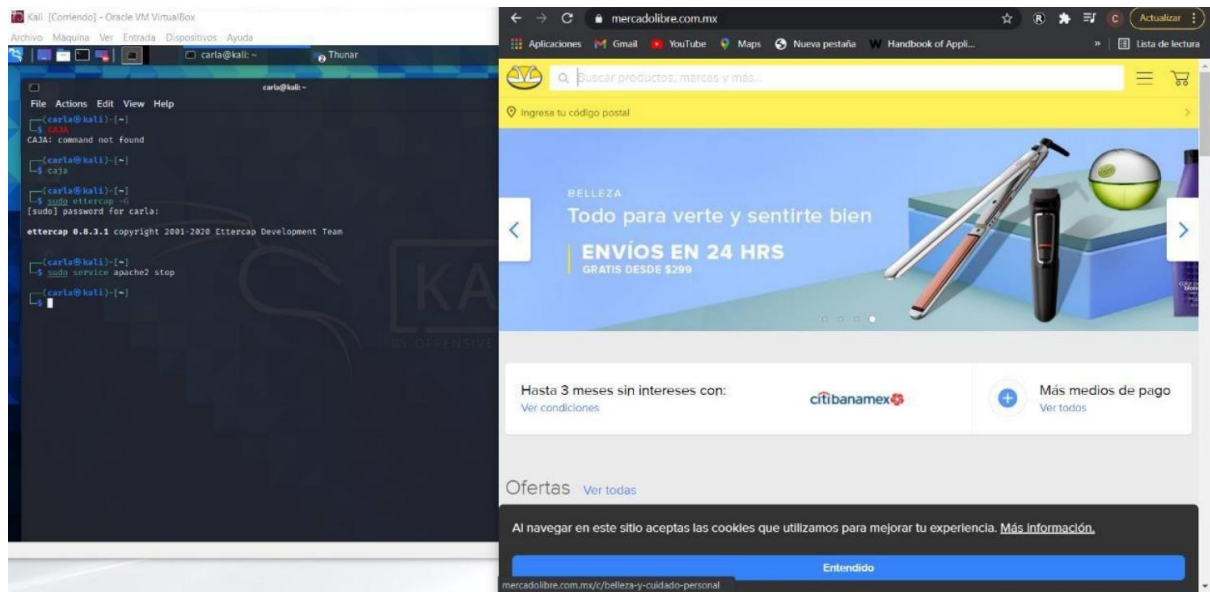 Kali [Corriendo] - Oracle VM VirtualBox
Archivo Máquina Ver Entrada Dispositivos Ayuda
carla@kali: ~
Thunar
carla@kali: ~
File Actions Edit View Help
(carla㉿kali)-[~]
$ CAJA
CAJA: command not found
(carla㉿kali)-[~]
$ caja
(carla㉿kali)-[~]
$ sudo ettercap -G
[sudo] password for carla:
ettercap 0.8.3.1 copyright 2001-2020 Ettercap Development Team
(carla㉿kali)-[~]
$ sudo service apache2 stop
(carla㉿kali)-[~]
$
KA
BY OFFENSIVE
mercadolibre.com.mx
C
Actualizar
Aplicaciones Gmail YouTube Maps Nueva pestaña Handbook of Appli... » Lista de lectura
Buscar productos, marcas y más...
Ingresa tu código postal
BELLEZA
Todo para verte y sentirte bien
ENVÍOS EN 24 HRS
GRATIS DESDE $299
Hasta 3 meses sin intereses con:
Ver condiciones
citibanamex
Más medios de pago
Ver todos
Ofertas Ver todas
Al navegar en este sitio aceptas las cookies que utilizamos para mejorar tu experiencia. Más información.
Entendido
mercadolibre.com.mx/c/belleza-y-cuidado-personal